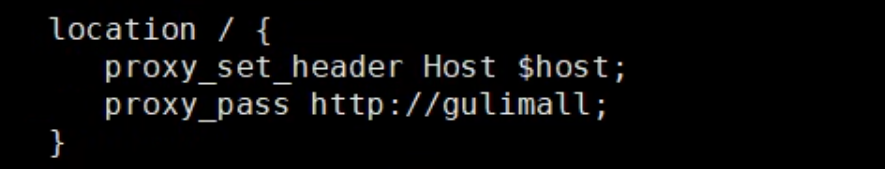 location / {
proxy_set_header Host $host;
proxy_pass http://gulimall;
}